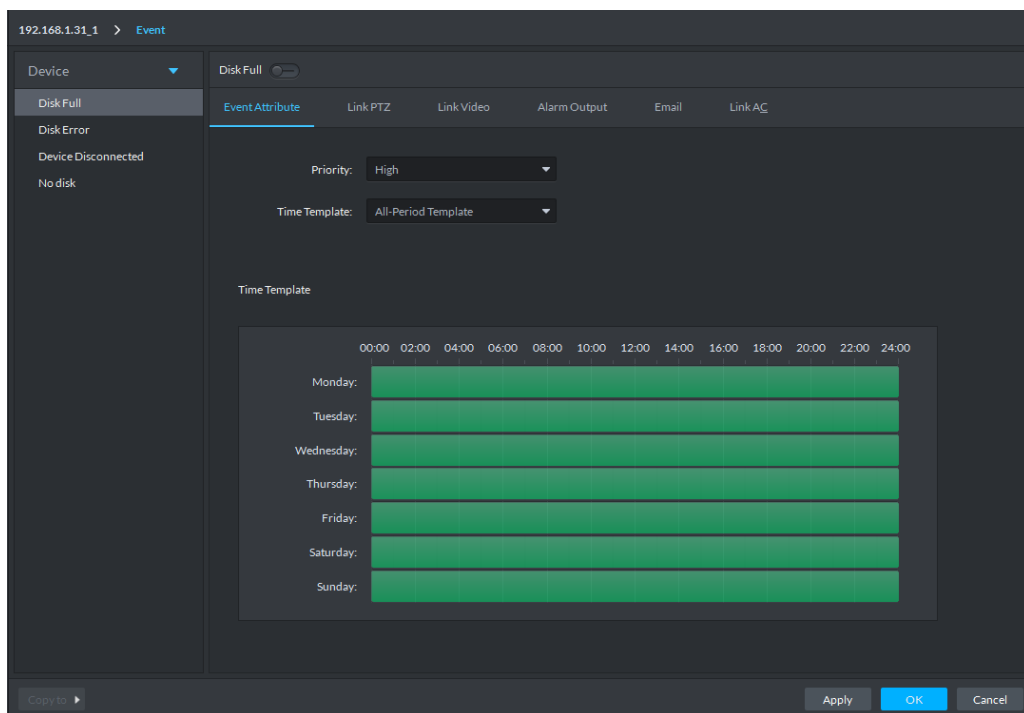 192.168.1.31_1 > Event
Device
Disk Full
Disk Error
Device Disconnected
No disk
Disk Full
Event Attribute Link PTZ Link Video Alarm Output Email Link AC
Priority: High
Time Template: All-Period Template
Time Template
00:00 02:00 04:00 06:00 08:00 10:00 12:00 14:00 16:00 18:00 20:00 22:00 24:00
Monday:
Tuesday:
Wednesday:
Thursday:
Friday:
Saturday:
Sunday:
Copy to Apply OK Cancel